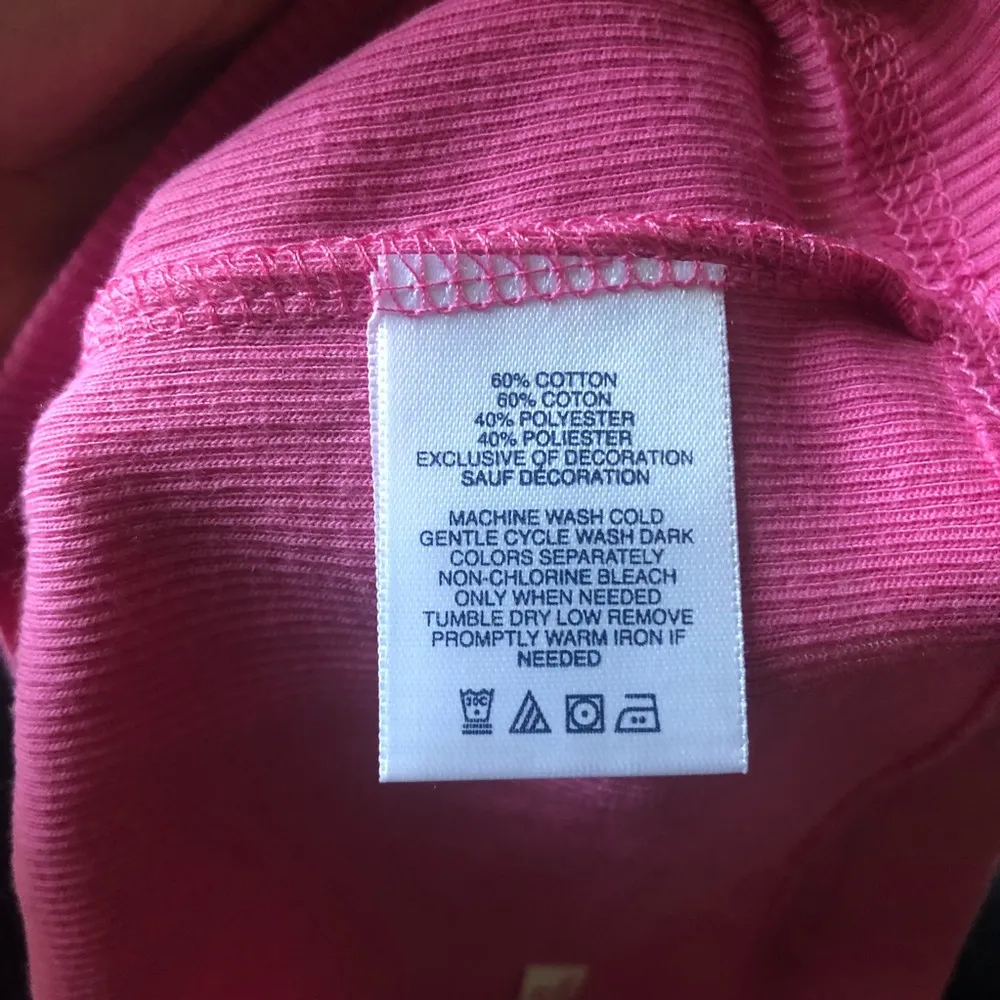 60% COTTON
60% COTON
40% POLYESTER
40% POLIESTER
EXCLUSIVE OF DECORATION
SAUF DÉCORATION
MACHINE WASH COLD
GENTLE CYCLE WASH DARK
COLORS SEPARATELY
NON-CHLORINE BLEACH
ONLY WHEN NEEDED
TUMBLE DRY LOW REMOVE
PROMPTLY WARM IRON IF
NEEDED
30C